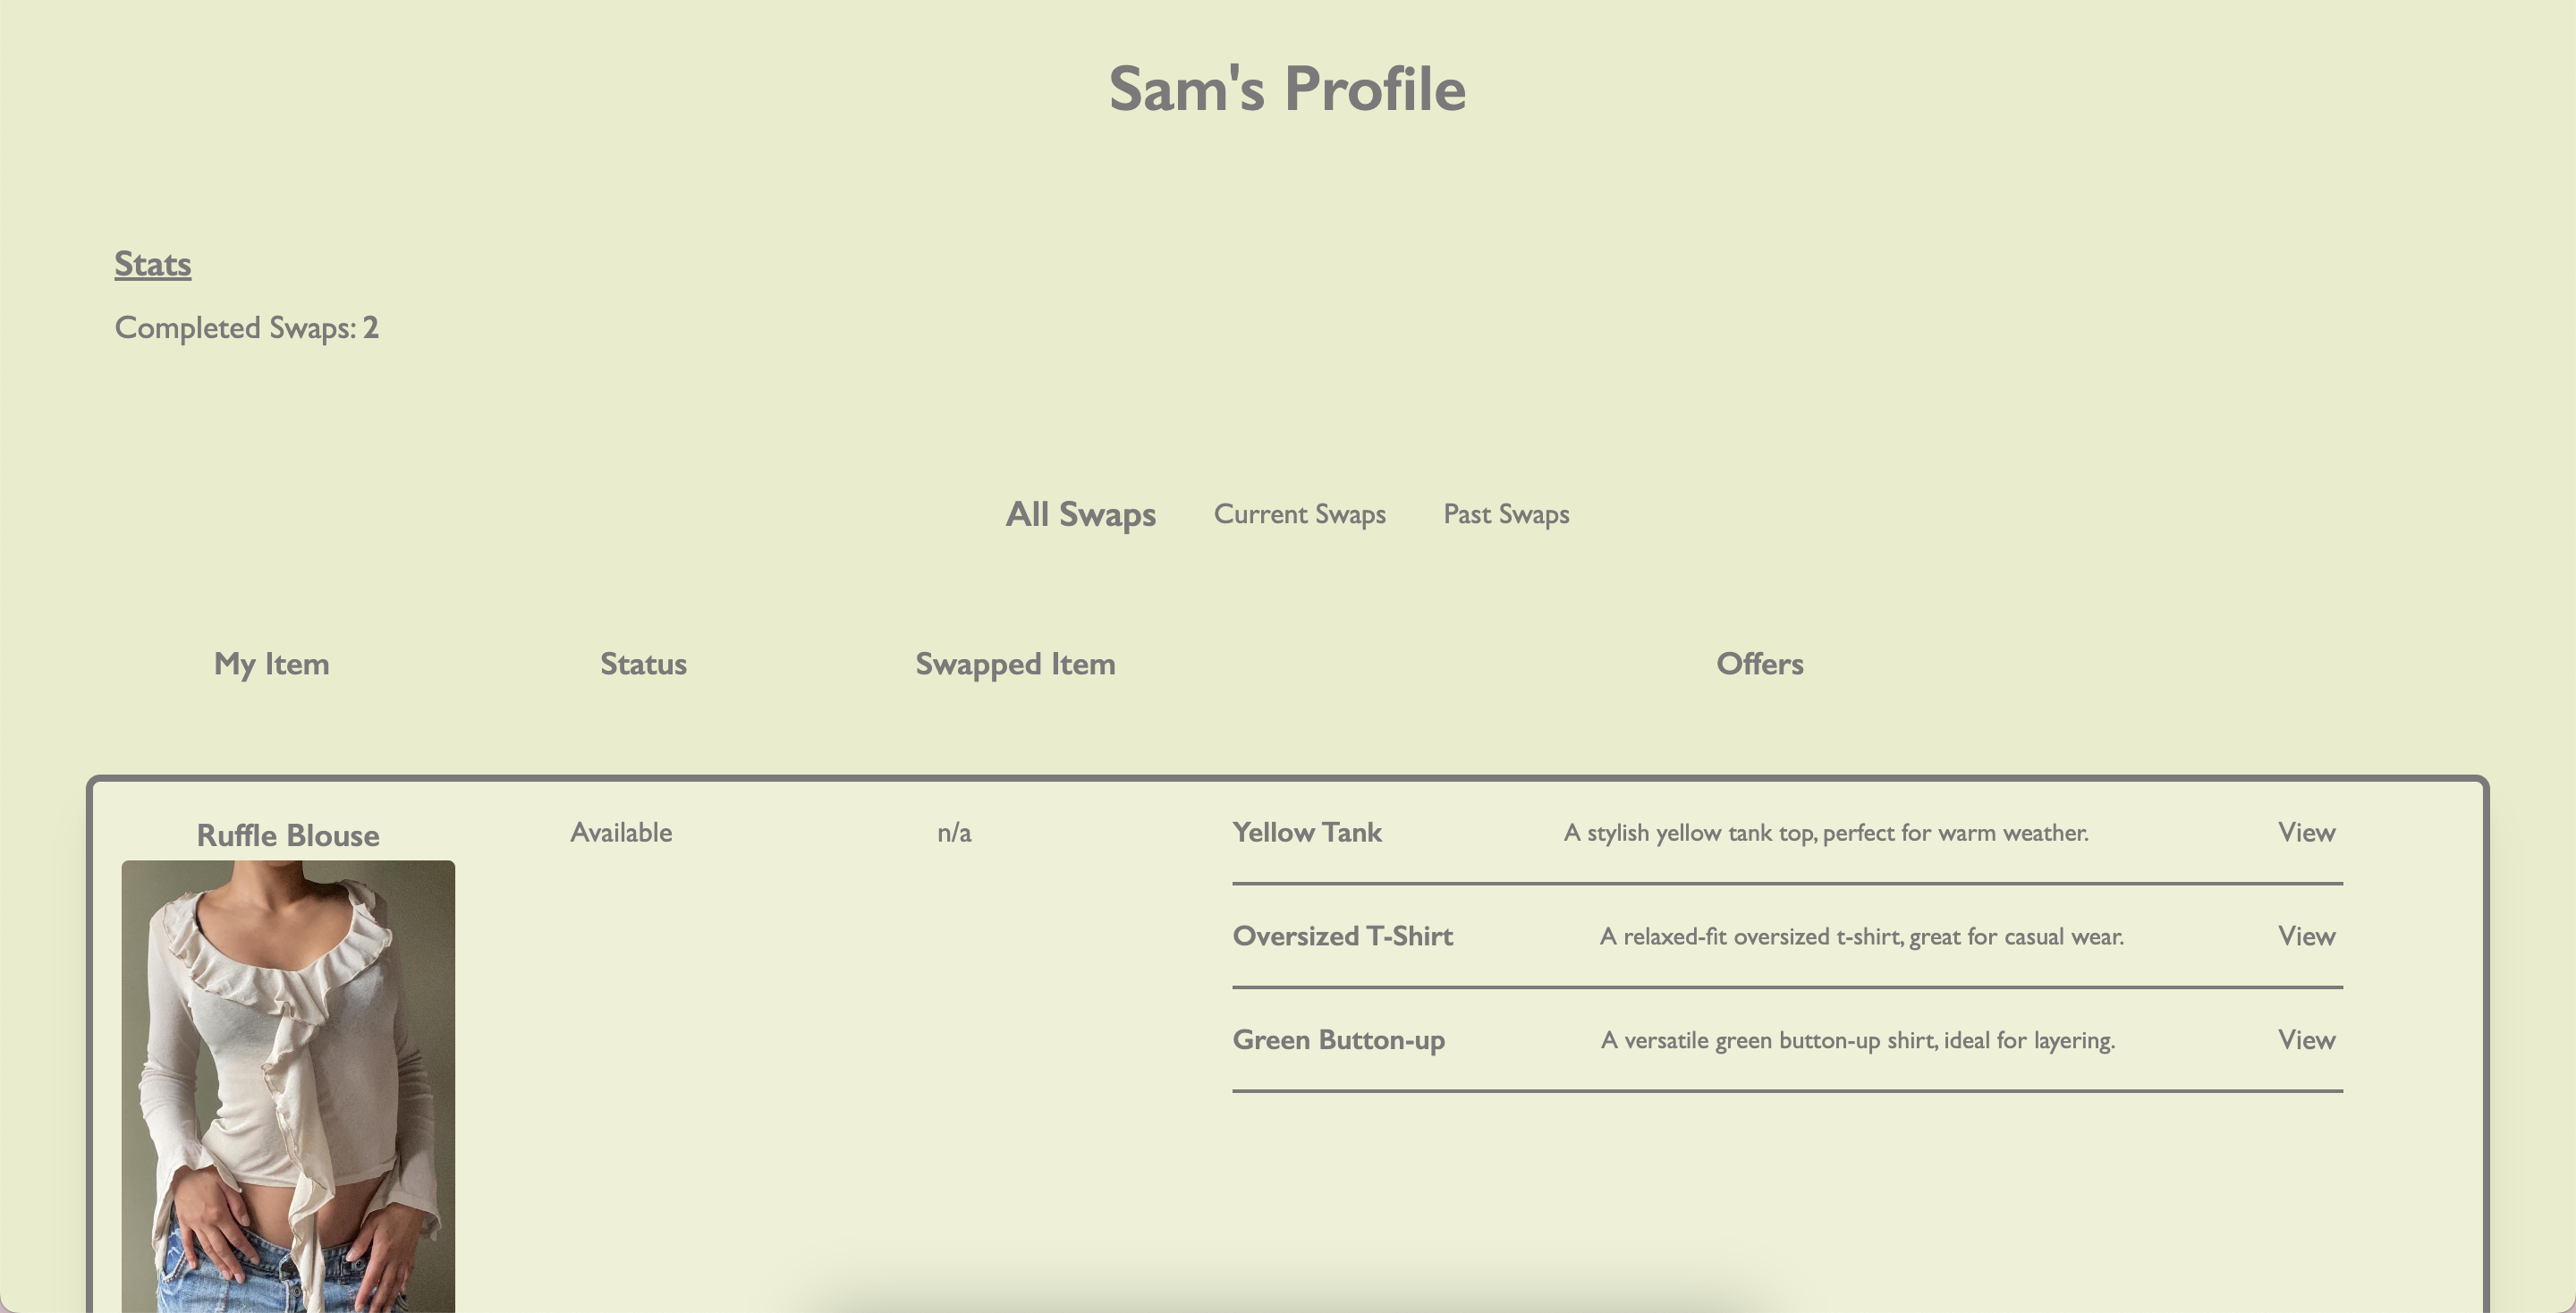 Sam's Profile
Stats
Completed Swaps: 2
All Swaps Current Swaps Past Swaps
My Item Status Swapped Item Offers
Ruffle Blouse Available n/a Yellow Tank A stylish yellow tank top, perfect for warm weather. View
Oversized T-Shirt A relaxed-fit oversized t-shirt, great for casual wear. View
Green Button-up A versatile green button-up shirt, ideal for layering. View